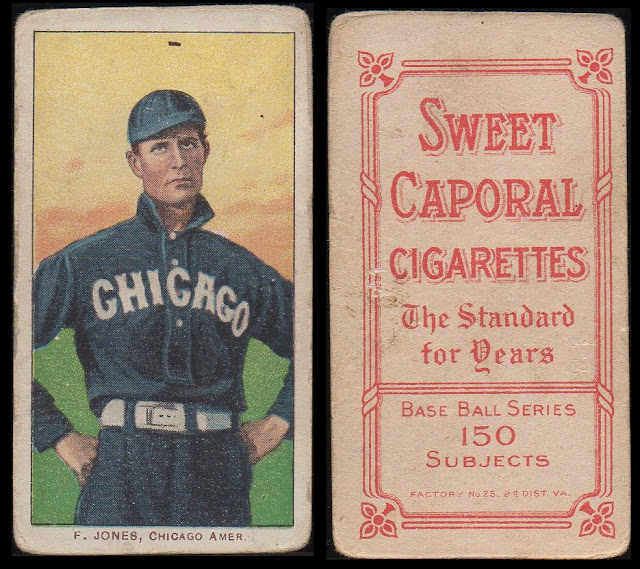 CHICAGO
F. JONES, CHICAGO AMER.
SWEET
CAPORAL
CIGARETTES
The Standard
for Years
BASE BALL SERIES
150
SUBJECTS
FACTORY No. 25, 2d DIST. VA.